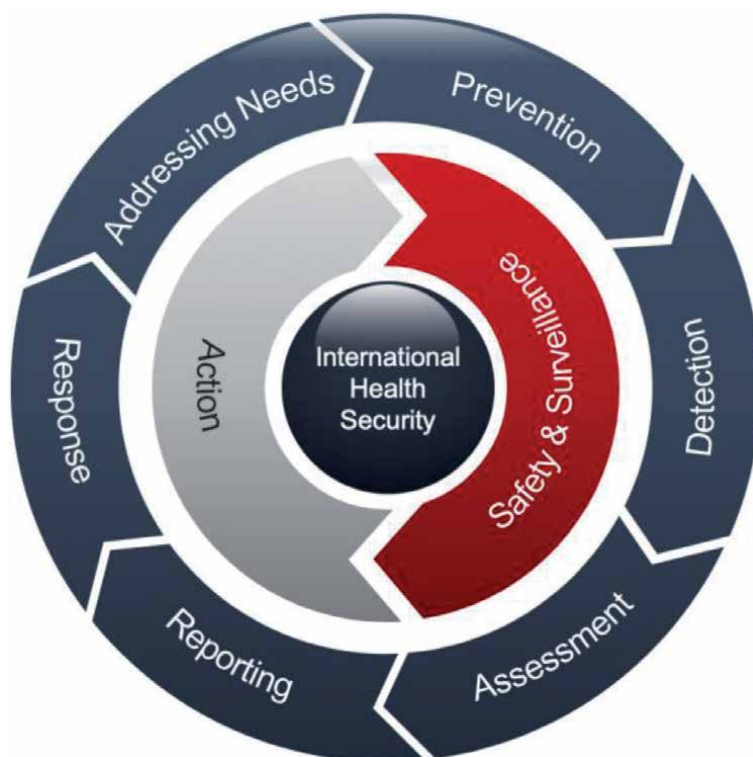 Addressing Needs
Prevention
Detection
Assessment
Reporting
Response
Action
Safety & Surveillance
International
Health
Security